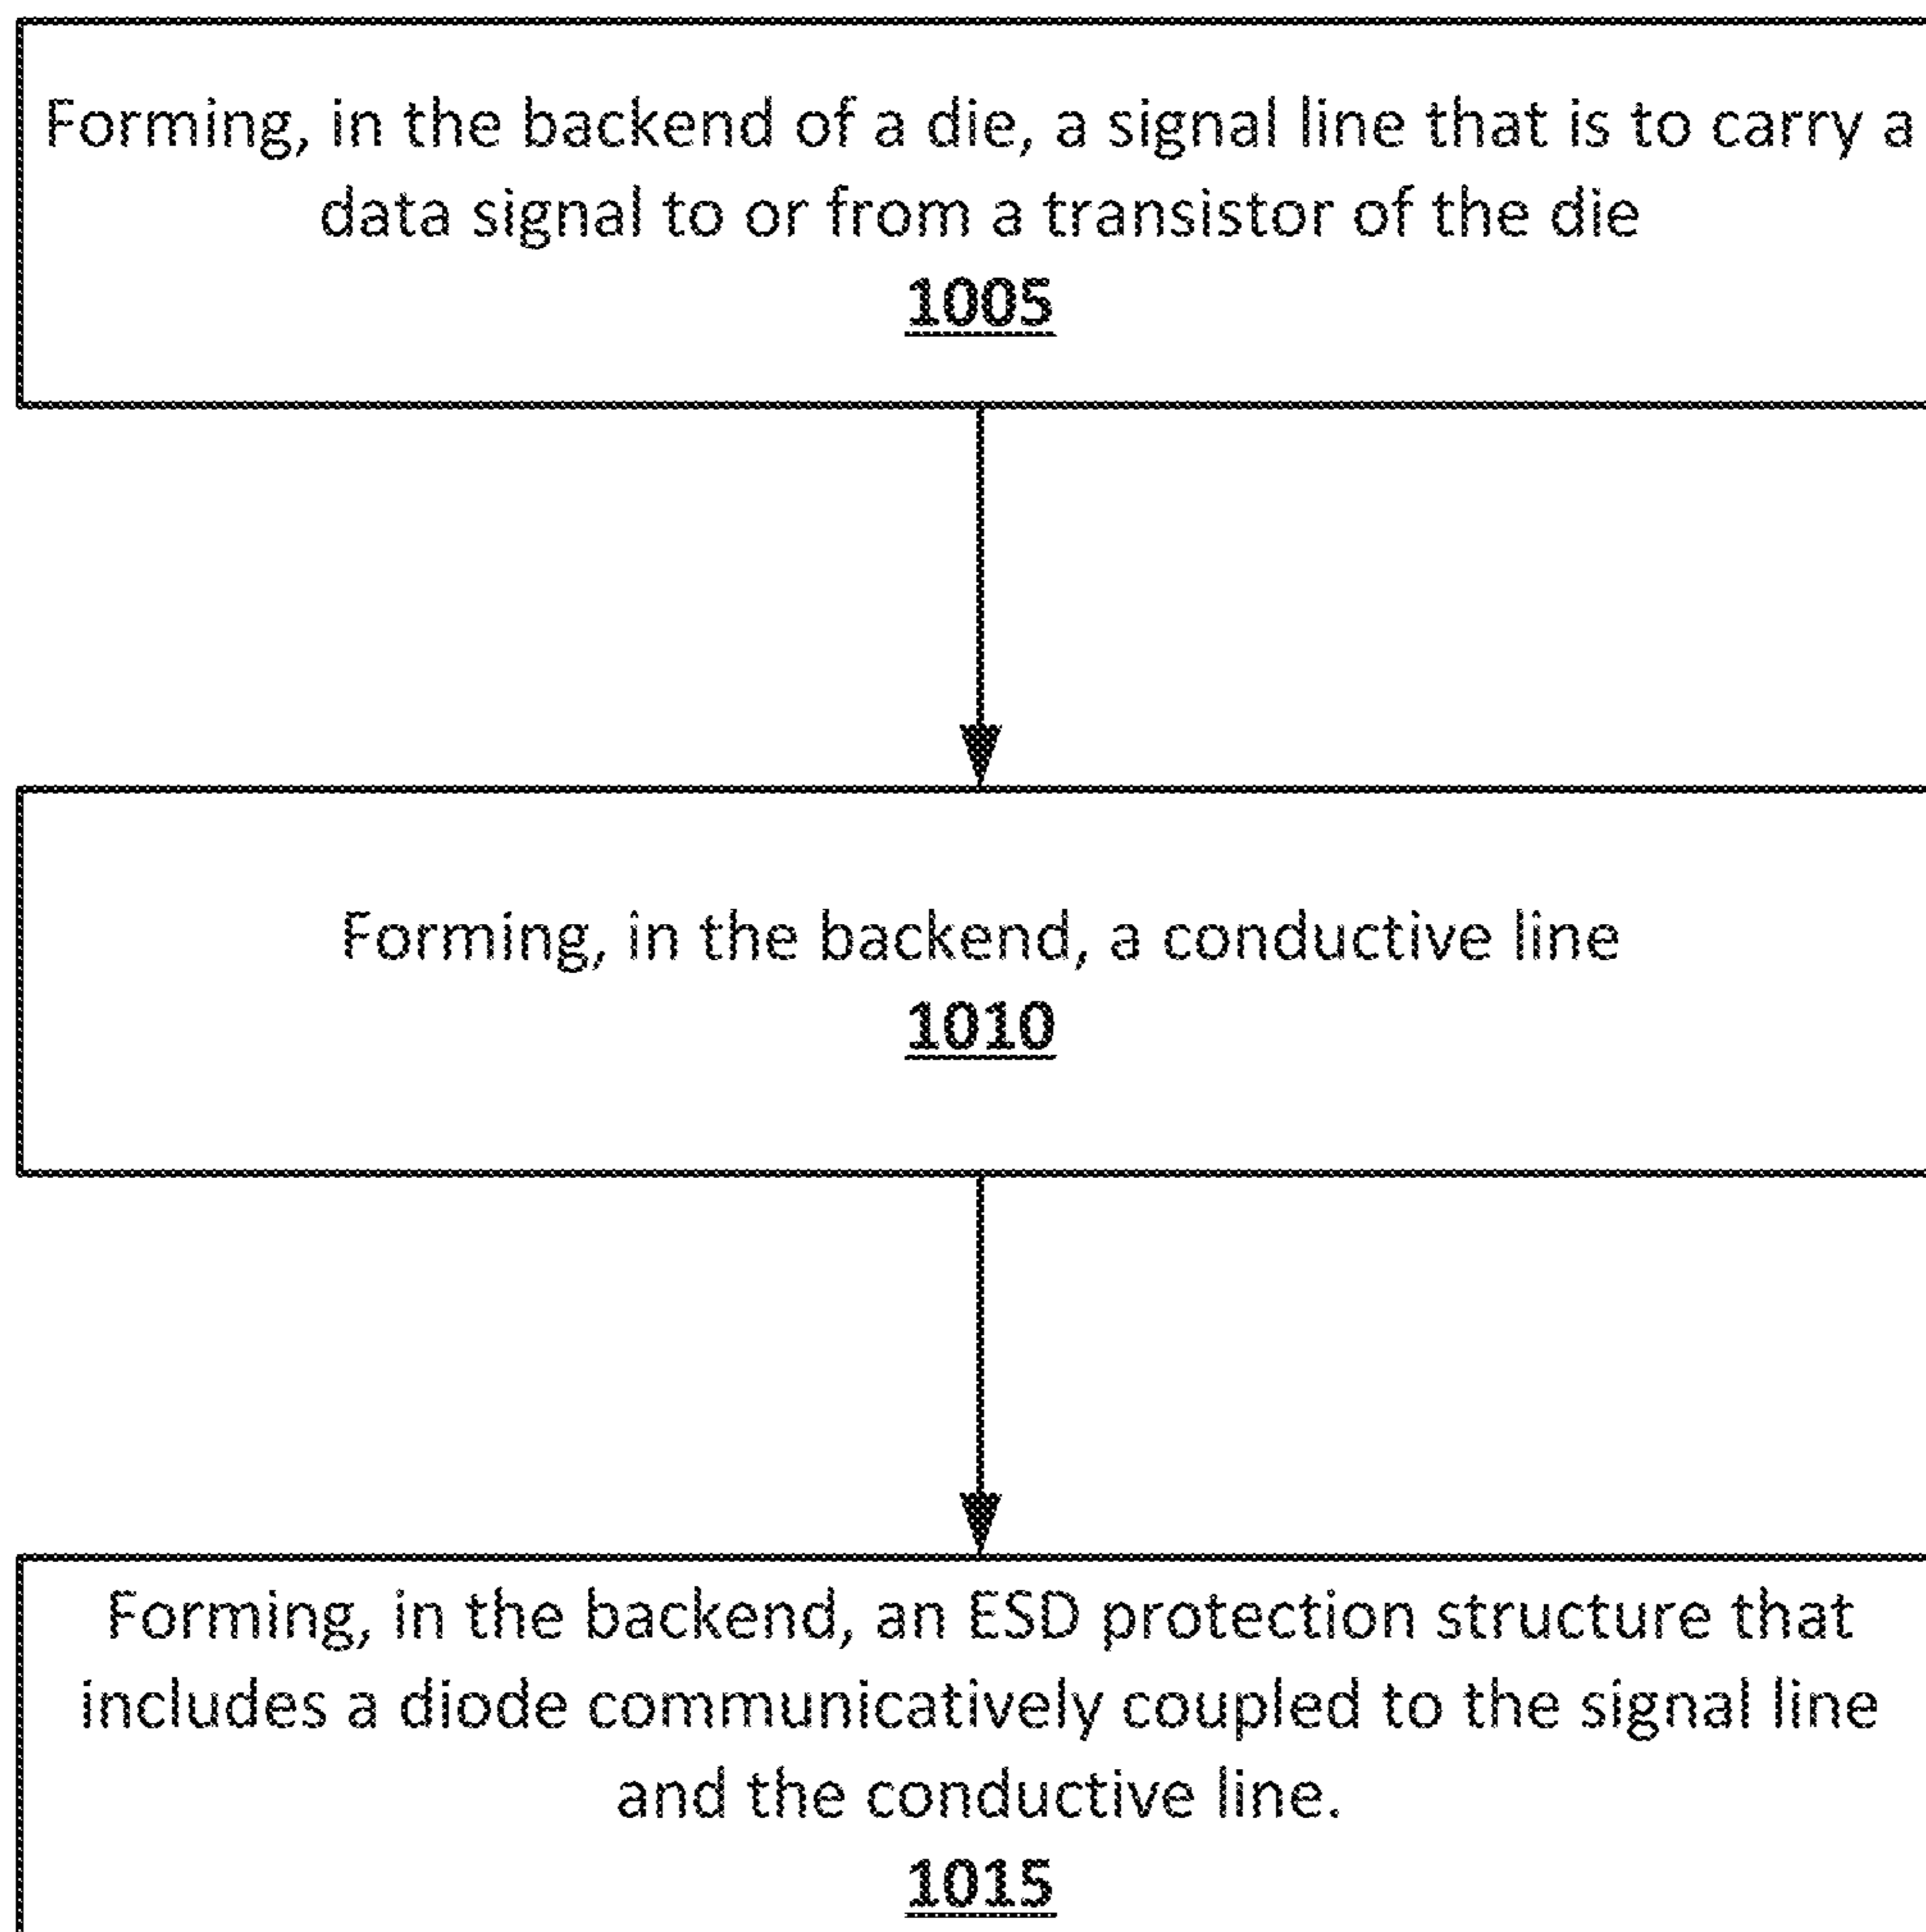 Forming, in the backend of a die, a signal line that is to carry a
data signal to or from a transistor of the die
1005
Forming, in the backend, a conductive line
1010
Forming, in the backend, an ESD protection structure that
includes a diode communicatively coupled to the signal line
and the conductive line.
1015